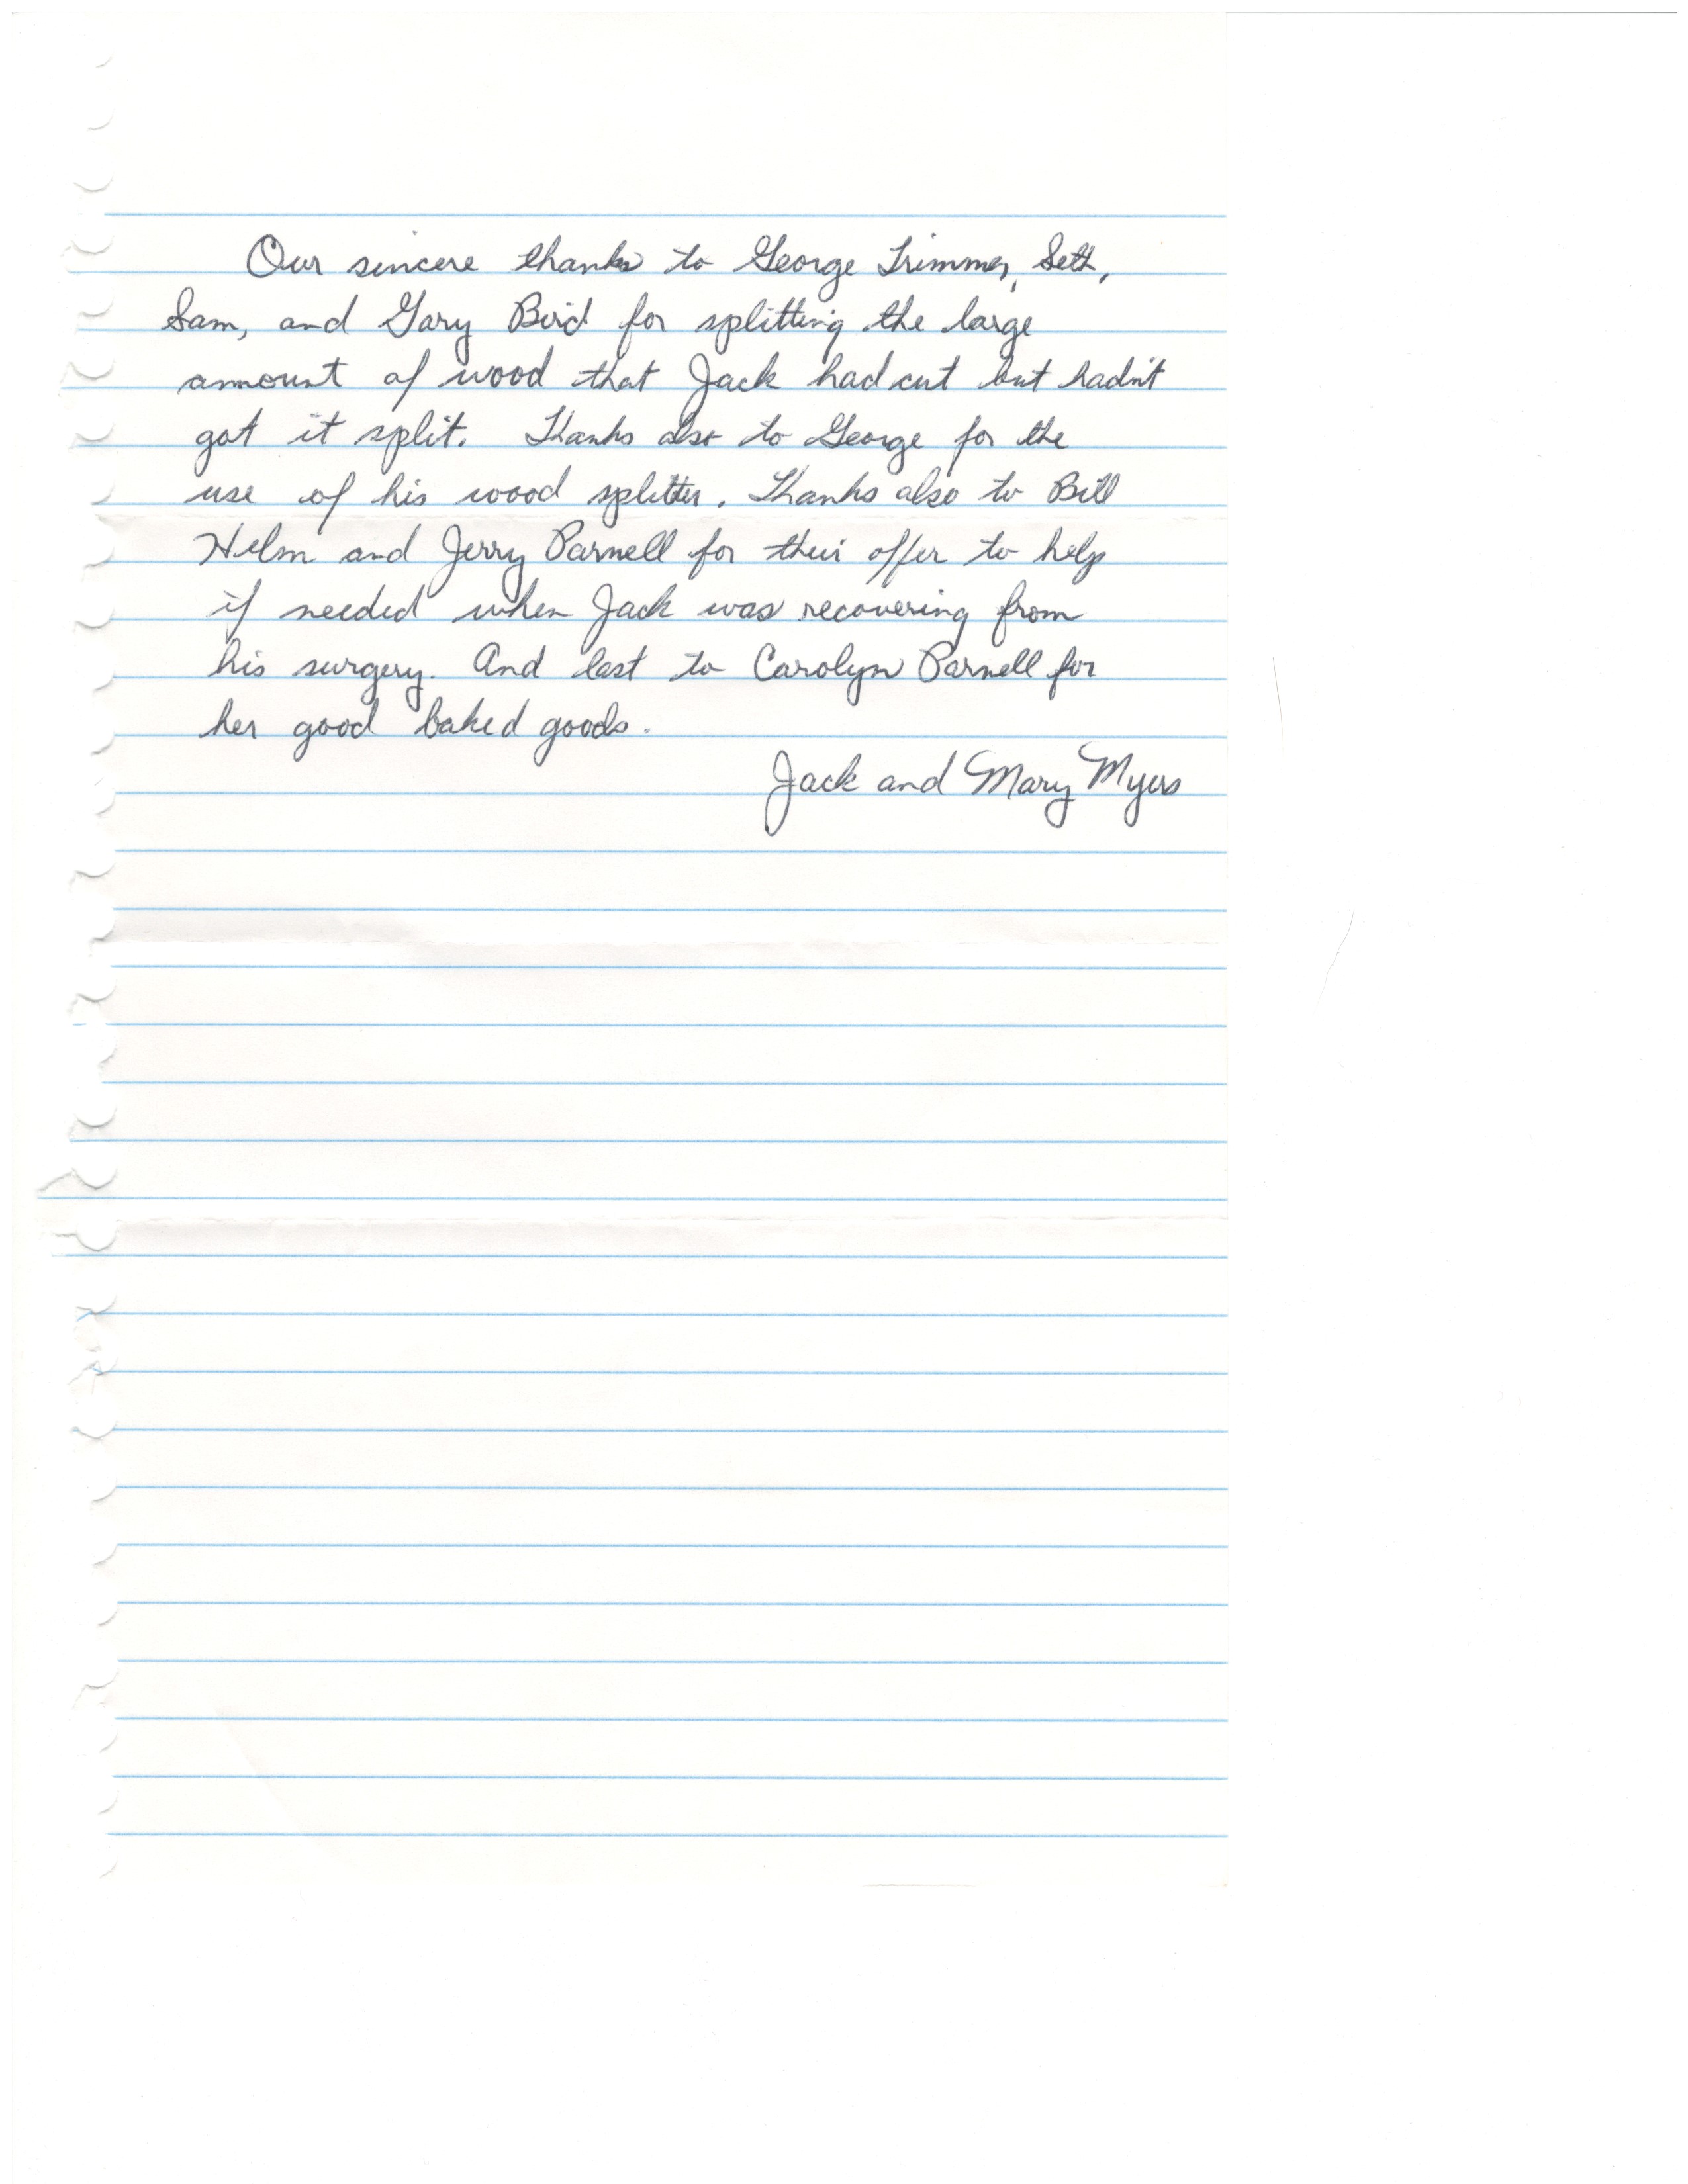 Our sincere thanks to George Trimmer, Seth,
Sam, and Gary Bird for splitting the large
amount of wood that Jack had cut but hadn't
got it split. Thanks also to George for the
use of his wood splitter. Thanks also to Bill
Helm and Jerry Parnell for their offer to help
if needed when Jack was recovering from
his surgery. And last to Carolyn Parnell for
her good baked goods.
Jack and Mary Myers